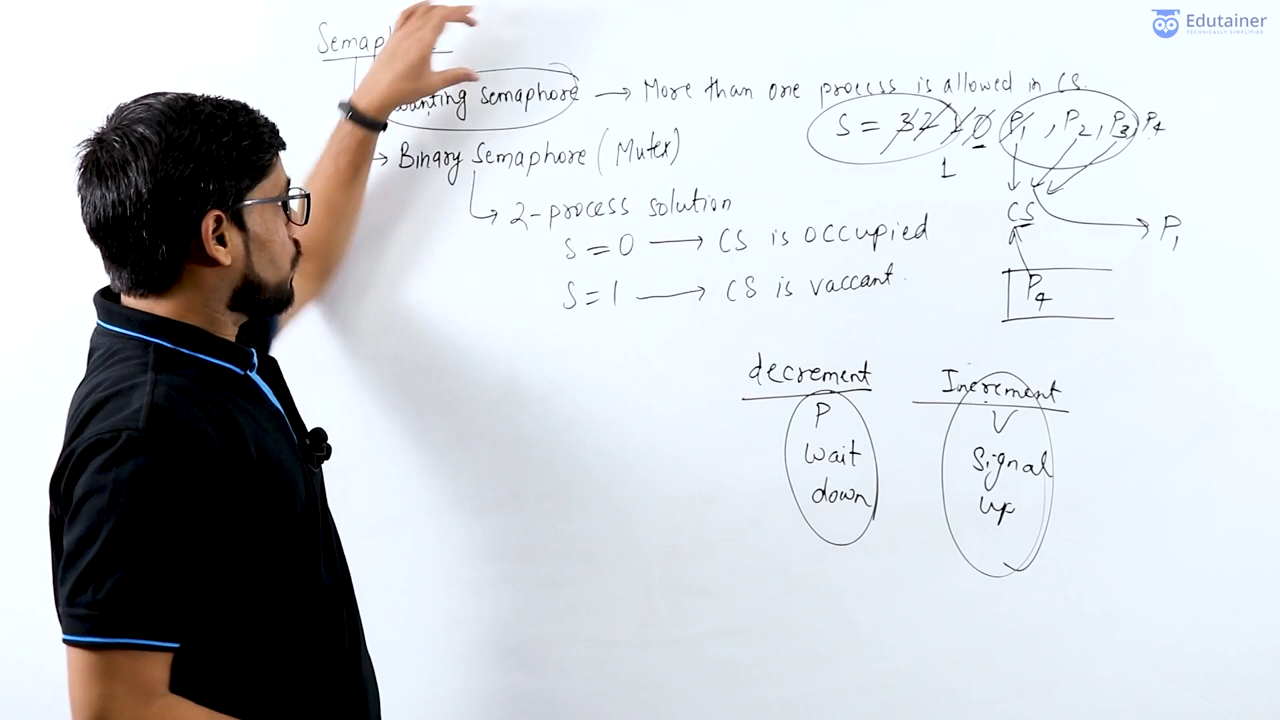 Edutainer
TECHNICALLY SIMPLIFIED
semaphore → More than one process is allowed in CS.
S = 3 2 1 0 P1, P2, P3, P4
1
→ Binary Semaphore (Mutex)
2-process solution
CS
P1
S = 0 → CS is occupied
S = 1 → CS is vaccant.
P4
decrement Increment
P V
wait Signal
down up